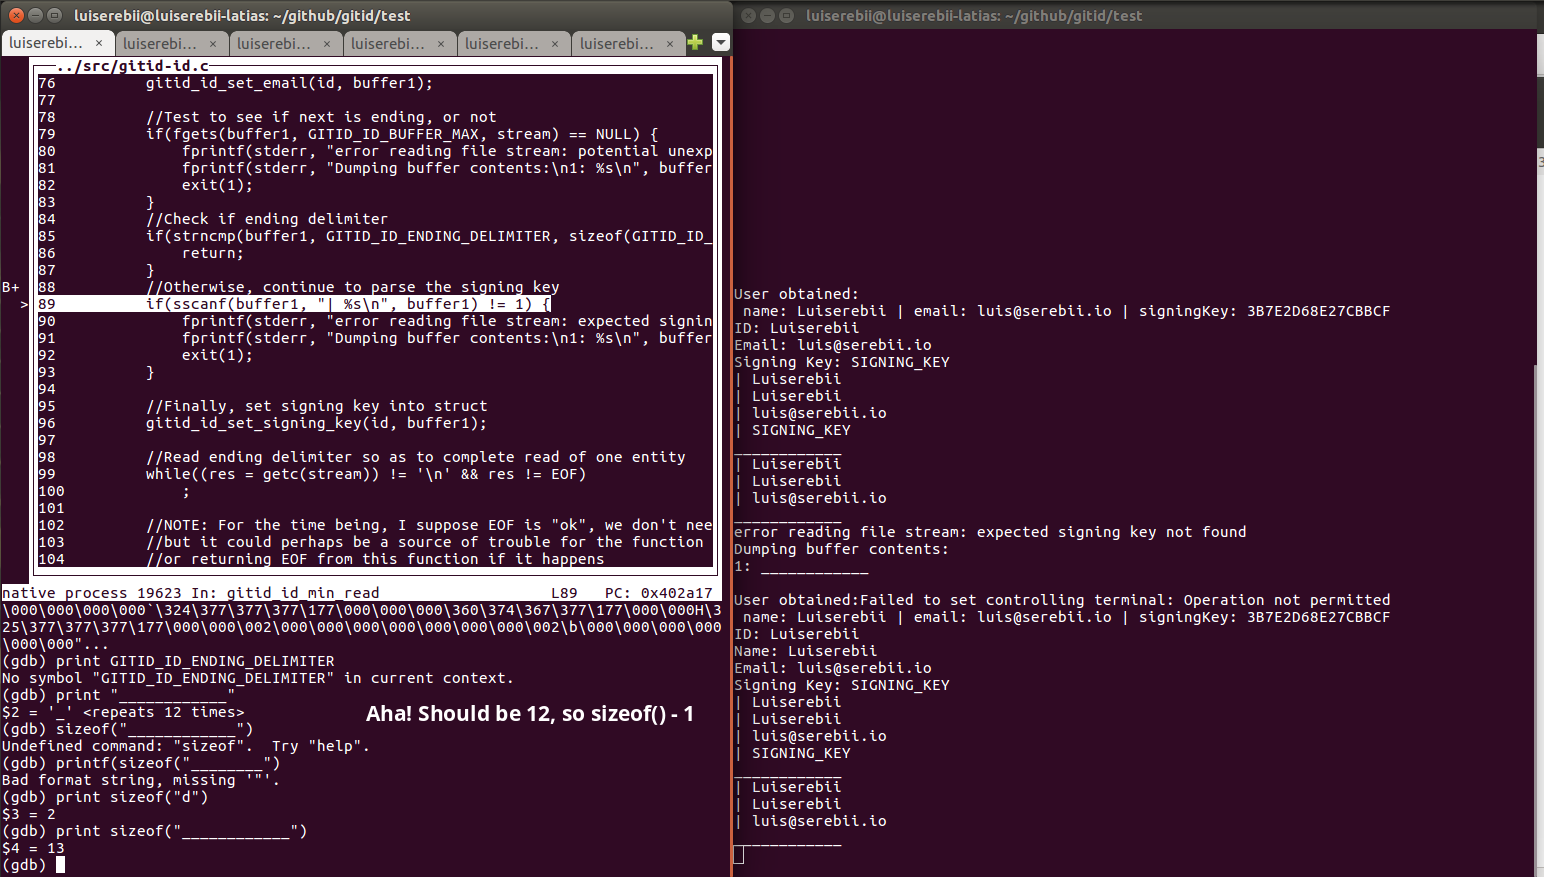 luiserebii@luiserebii-latias: ~/github/gitid/test
luiserebi... × luiserebi... × luiserebi... × luiserebi... × luiserebi... × luiserebi... ×
../src/gitid-id.c
76 gitid_id_set_email(id, buffer1);
77
78 //Test to see if next is ending, or not
79 if(fgets(buffer1, GITID_ID_BUFFER_MAX, stream) == NULL) {
80 fprintf(stderr, "error reading file stream: potential unexp
81 fprintf(stderr, "Dumping buffer contents:\n1: %s\n", buffer
82 exit(1);
83 }
84 //Check if ending delimiter
85 if(strncmp(buffer1, GITID_ID_ENDING_DELIMITER, sizeof(GITID_ID_
86 return;
87 }
B+ 88 //Otherwise, continue to parse the signing key
> 89 if(sscanf(buffer1, "| %s\n", buffer1) != 1) {
90 fprintf(stderr, "error reading file stream: expected signin
91 fprintf(stderr, "Dumping buffer contents:\n1: %s\n", buffer
92 exit(1);
93 }
94
95 //Finally, set signing key into struct
96 gitid_id_set_signing_key(id, buffer1);
97
98 //Read ending delimiter so as to complete read of one entity
99 while((res = getc(stream)) != '\n' && res != EOF)
100 ;
101
102 //NOTE: For the time being, I suppose EOF is "ok", we don't nee
103 //but it could perhaps be a source of trouble for the function
104 //or returning EOF from this function if it happens
native process 19623 In: gitid_id_min_read L89 PC: 0x402a17
\000\000\000\000`\324\377\377\377\177\000\000\000\360\374\367\377\177\000\000H\3
25\377\377\377\177\000\000\002\000\000\000\000\000\000\000\002\b\000\000\000\000
\000\000"...
(gdb) print GITID_ID_ENDING_DELIMITER
No symbol "GITID_ID_ENDING_DELIMITER" in current context.
(gdb) print "____________"
$2 = '_' <repeats 12 times>
Aha! Should be 12, so sizeof() - 1
(gdb) sizeof("____________")
Undefined command: "sizeof". Try "help".
(gdb) printf(sizeof("________")
Bad format string, missing '"'.
(gdb) print sizeof("d")
$3 = 2
(gdb) print sizeof("____________")
$4 = 13
(gdb)
luiserebii@luiserebii-latias: ~/github/gitid/test
User obtained:
name: Luiserebii | email: luis@serebii.io | signingKey: 3B7E2D68E27CBBCF
ID: Luiserebii
Email: luis@serebii.io
Signing Key: SIGNING_KEY
| Luiserebii
| Luiserebii
| luis@serebii.io
| SIGNING_KEY
____________
| Luiserebii
| Luiserebii
| luis@serebii.io
____________
error reading file stream: expected signing key not found
Dumping buffer contents:
1: ____________
User obtained:Failed to set controlling terminal: Operation not permitted
name: Luiserebii | email: luis@serebii.io | signingKey: 3B7E2D68E27CBBCF
ID: Luiserebii
Name: Luiserebii
Email: luis@serebii.io
Signing Key: SIGNING_KEY
| Luiserebii
| Luiserebii
| luis@serebii.io
| SIGNING_KEY
____________
| Luiserebii
| Luiserebii
| luis@serebii.io
____________